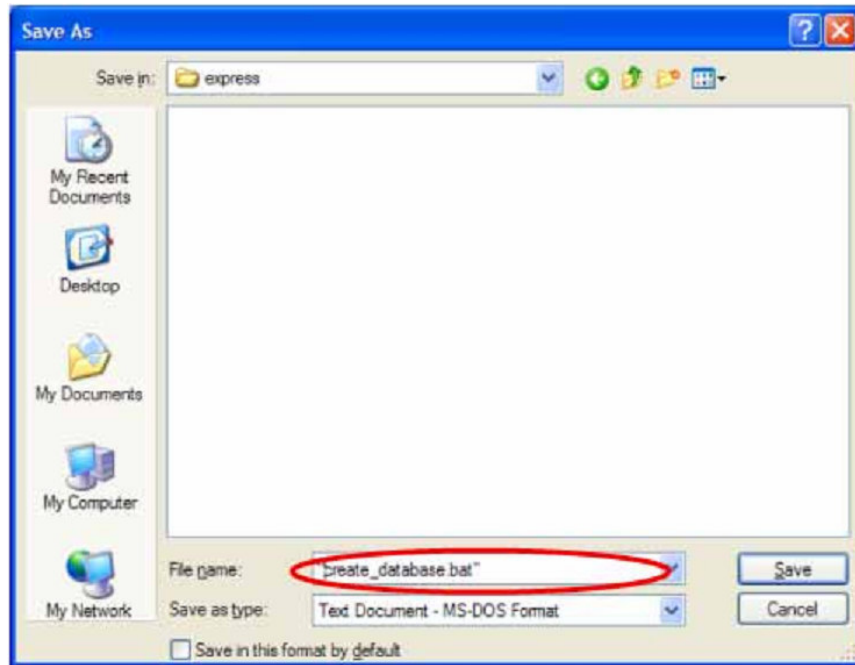 Save As
Save in: express
My Recent
Documents
Desktop
My Documents
My Computer
My Network
File name: "create_database.bat"
Save
Save as type: Text Document - MS-DOS Format
Cancel
Save in this format by default